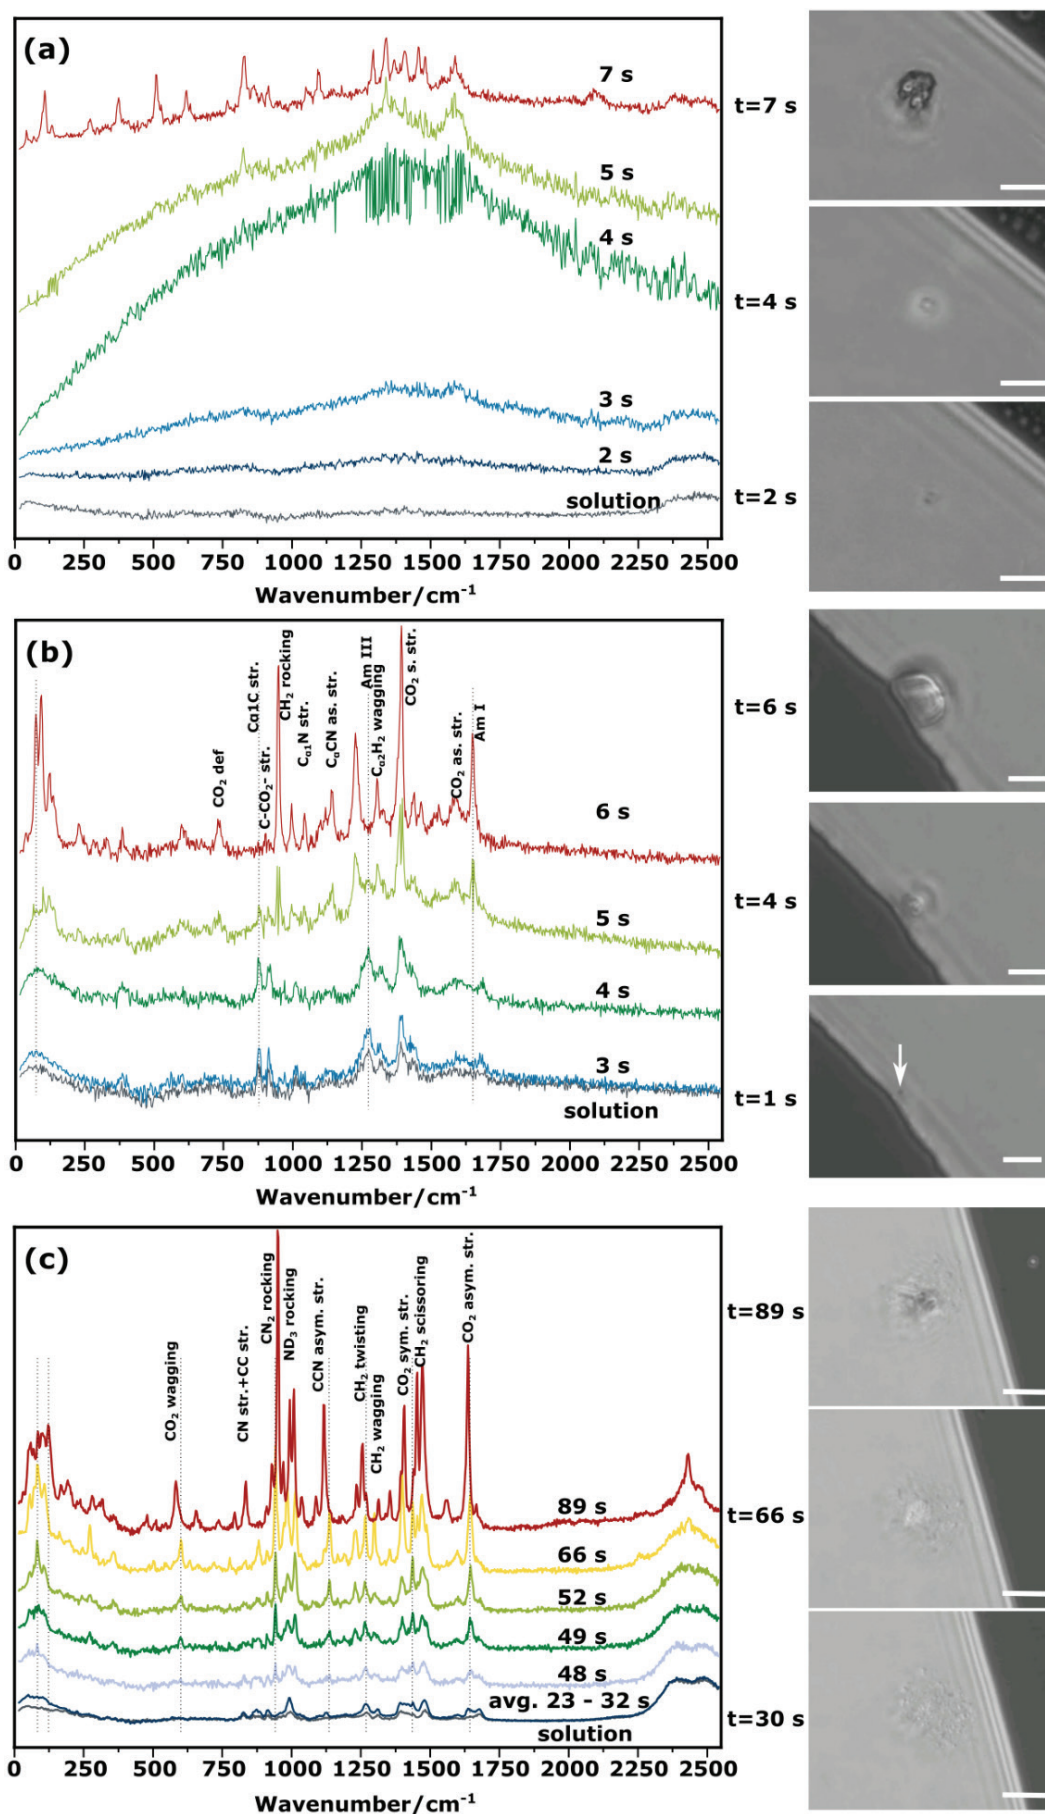 (a)
7 s
5 s
4 s
3 s
2 s
solution
0 250 500 750 1000 1250 1500 1750 2000 2250 2500
Wavenumber/cm⁻¹
t=7 s
t=4 s
t=2 s
(b)
CO₂ def
Cα1C str.
C-CO₂- str.
CH₂ rocking
Cα1N str.
CαCN as. str.
Am III
Cα2H₂ wagging
CO₂ s. str.
CO₂ as. str.
Am I
6 s
5 s
4 s
3 s
solution
0 250 500 750 1000 1250 1500 1750 2000 2250 2500
Wavenumber/cm⁻¹
t=6 s
t=4 s
t=1 s
(c)
CO₂ wagging
CN str.+CC str.
CN₂ rocking
ND₃ rocking
CCN asym. str.
CH₂ twisting
CH₂ wagging
CO₂ sym. str.
CH₂ scissoring
CO₂ asym. str.
89 s
66 s
52 s
49 s
48 s
avg. 23 - 32 s
solution
0 250 500 750 1000 1250 1500 1750 2000 2250 2500
Wavenumber/cm⁻¹
t=89 s
t=66 s
t=30 s